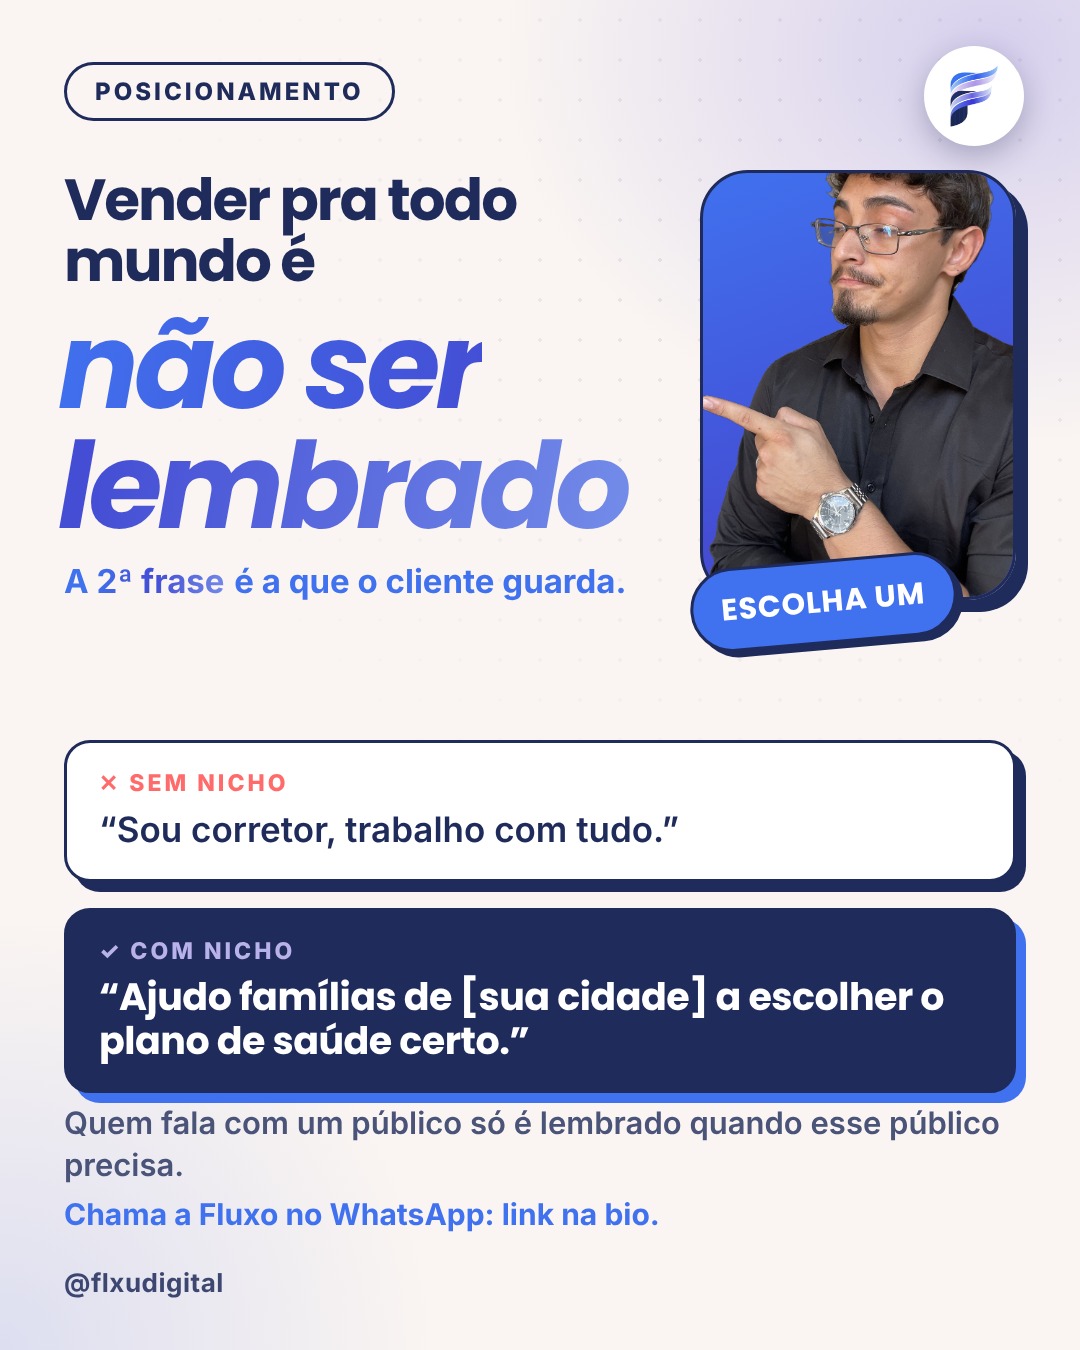 POSICIONAMENTO
Vender pra todo
mundo é
não ser
lembrado
A 2ª frase é a que o cliente guarda.
ESCOLHA UM
✕ SEM NICHO
“Sou corretor, trabalho com tudo.”
✓ COM NICHO
“Ajudo famílias de [sua cidade] a escolher o
plano de saúde certo.”
Quem fala com um público só é lembrado quando esse público
precisa.
Chama a Fluxo no WhatsApp: link na bio.
@flxudigital